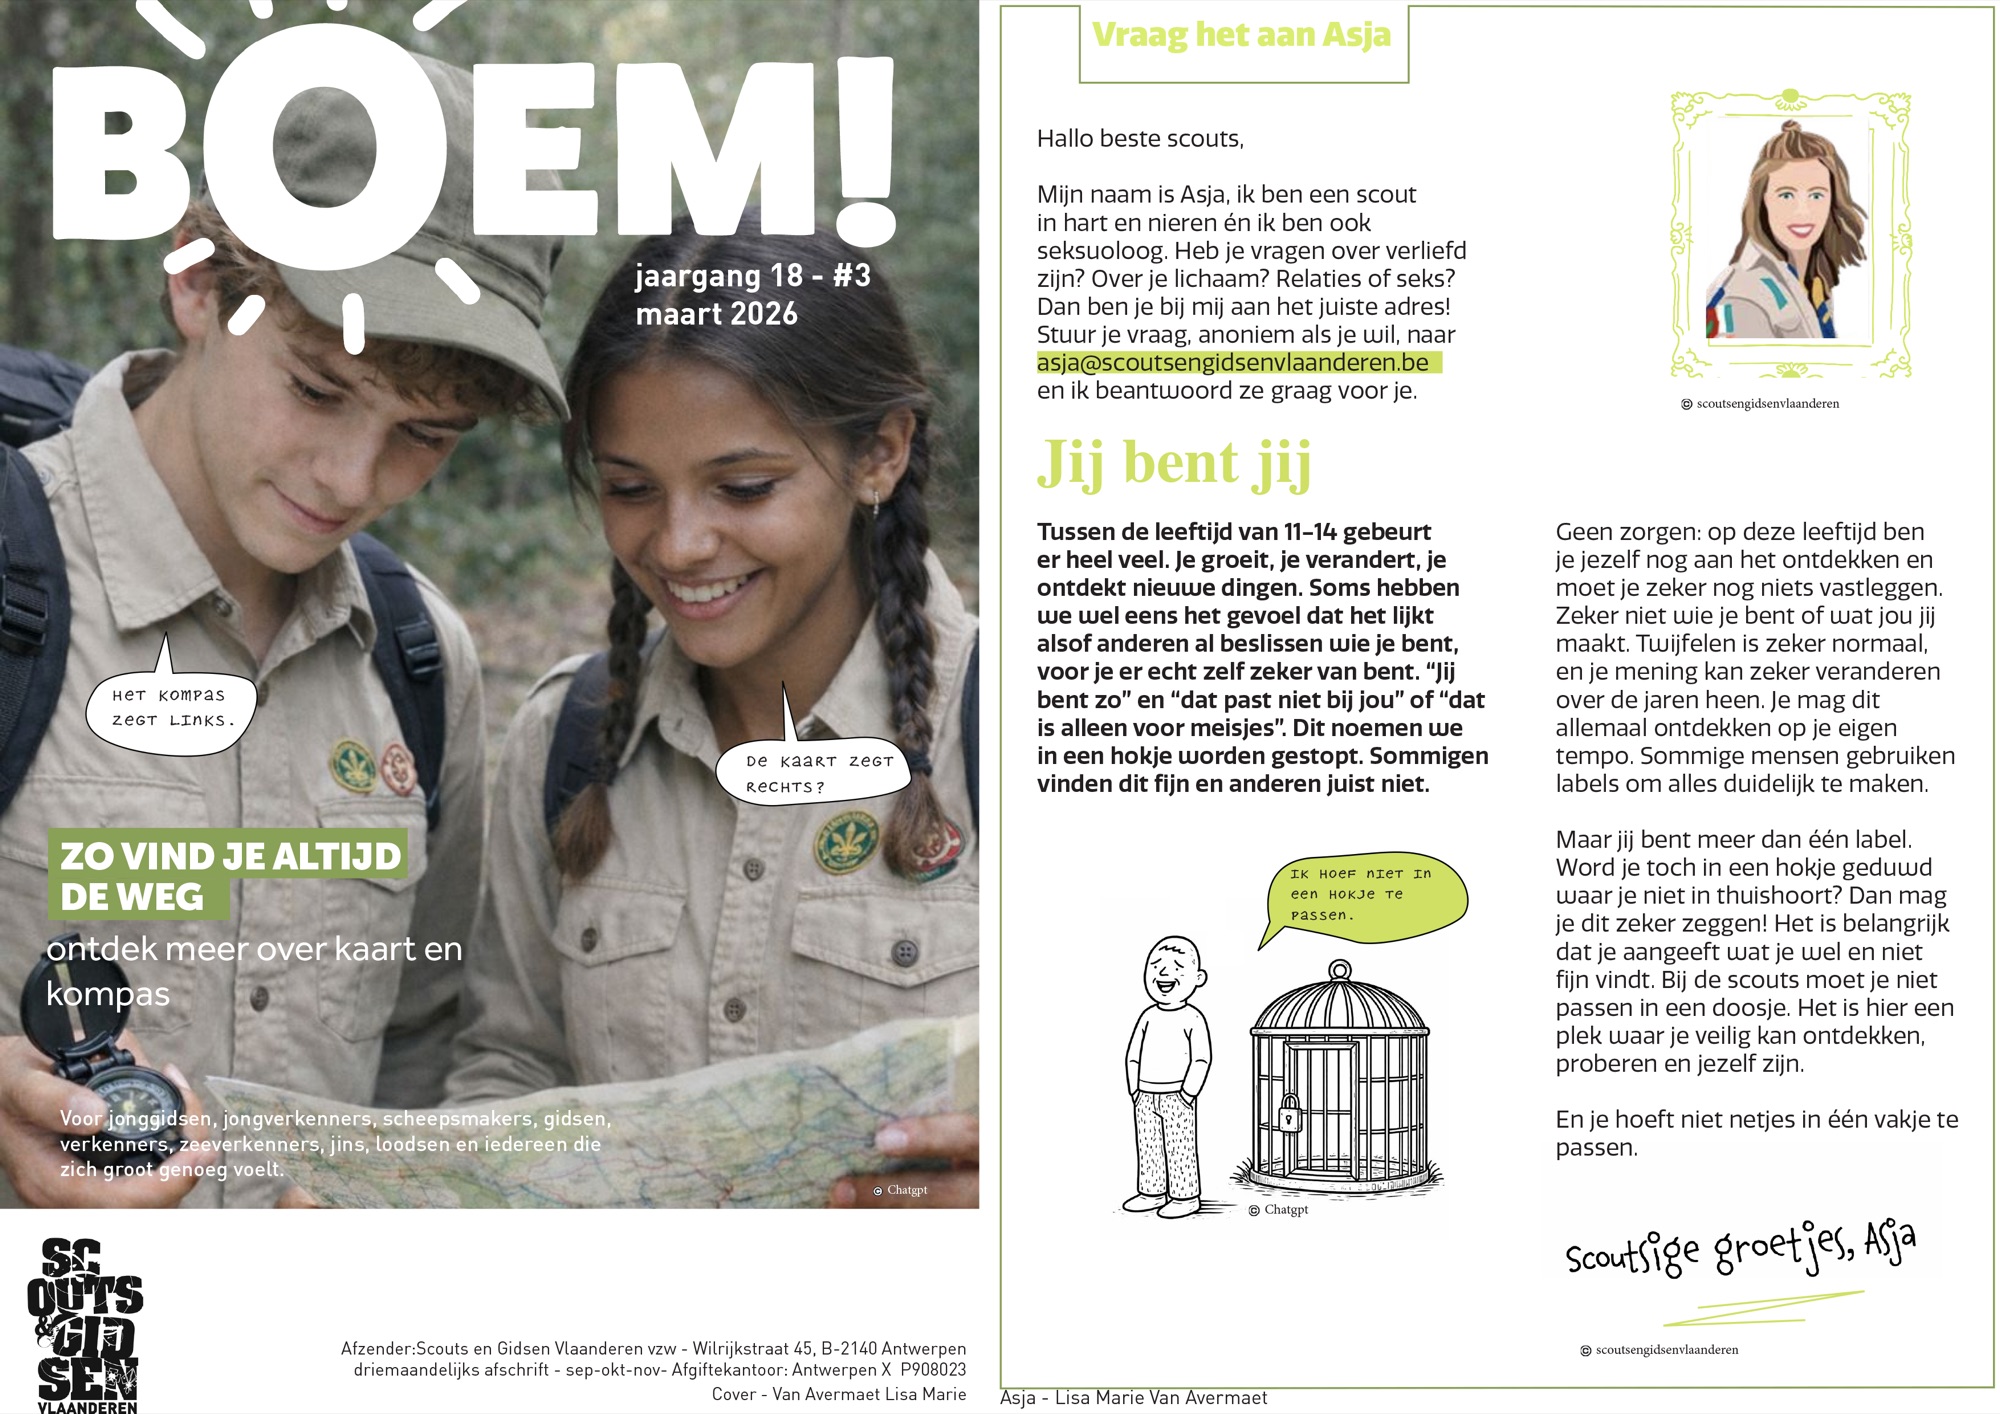 BOEM!
jaargang 18 - #3
maart 2026
HET KOMPAS
ZEGT LINKS.
DE KAART ZEGT
RECHTS?
ZO VIND JE ALTIJD
DE WEG
ontdek meer over kaart en
kompas
Voor jonggidsen, jongverkenners, scheepsmakers, gidsen,
verkenners, zeeverkenners, jins, loodsen en iedereen die
zich groot genoeg voelt.
© Chatgpt
SC
OUTS
&GID
SEN
VLAANDEREN
Afzender:Scouts en Gidsen Vlaanderen vzw - Wilrijkstraat 45, B-2140 Antwerpen
driemaandelijks afschrift - sep-okt-nov- Afgiftekantoor: Antwerpen X P908023
Cover - Van Avermaet Lisa Marie
Vraag het aan Asja
Hallo beste scouts,
Mijn naam is Asja, ik ben een scout
in hart en nieren én ik ben ook
seksuoloog. Heb je vragen over verliefd
zijn? Over je lichaam? Relaties of seks?
Dan ben je bij mij aan het juiste adres!
Stuur je vraag, anoniem als je wil, naar
asja@scoutsengidsenvlaanderen.be
en ik beantwoord ze graag voor je.
© scoutsengidsenvlaanderen
Jij bent jij
Tussen de leeftijd van 11-14 gebeurt
er heel veel. Je groeit, je verandert, je
ontdekt nieuwe dingen. Soms hebben
we wel eens het gevoel dat het lijkt
alsof anderen al beslissen wie je bent,
voor je er echt zelf zeker van bent. “Jij
bent zo” en “dat past niet bij jou” of “dat
is alleen voor meisjes”. Dit noemen we
in een hokje worden gestopt. Sommigen
vinden dit fijn en anderen juist niet.
IK HOEF NIET IN
EEN HOKJE TE
PASSEN.
© Chatgpt
Geen zorgen: op deze leeftijd ben
je jezelf nog aan het ontdekken en
moet je zeker nog niets vastleggen.
Zeker niet wie je bent of wat jou jij
maakt. Twijfelen is zeker normaal,
en je mening kan zeker veranderen
over de jaren heen. Je mag dit
allemaal ontdekken op je eigen
tempo. Sommige mensen gebruiken
labels om alles duidelijk te maken.
Maar jij bent meer dan één label.
Word je toch in een hokje geduwd
waar je niet in thuishoort? Dan mag
je dit zeker zeggen! Het is belangrijk
dat je aangeeft wat je wel en niet
fijn vindt. Bij de scouts moet je niet
passen in een doosje. Het is hier een
plek waar je veilig kan ontdekken,
proberen en jezelf zijn.
En je hoeft niet netjes in één vakje te
passen.
Scoutsige groetjes, Asja
© scoutsengidsenvlaanderen
Asja - Lisa Marie Van Avermaet